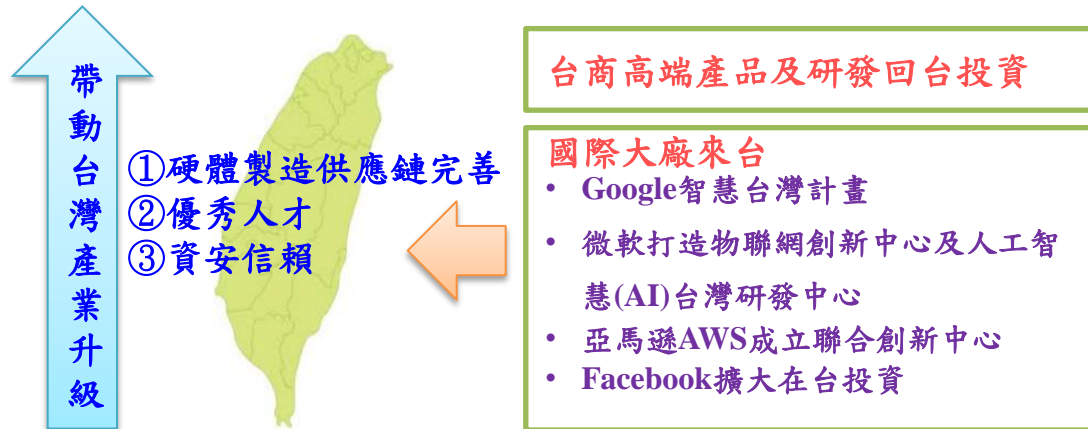 帶動台灣產業升級
①硬體製造供應鏈完善
②優秀人才
③資安信賴
台商高端產品及研發回台投資
國際大廠來台
• Google智慧台灣計畫
• 微軟打造物聯網創新中心及人工智
慧(AI)台灣研發中心
• 亞馬遜AWS成立聯合創新中心
• Facebook擴大在台投資